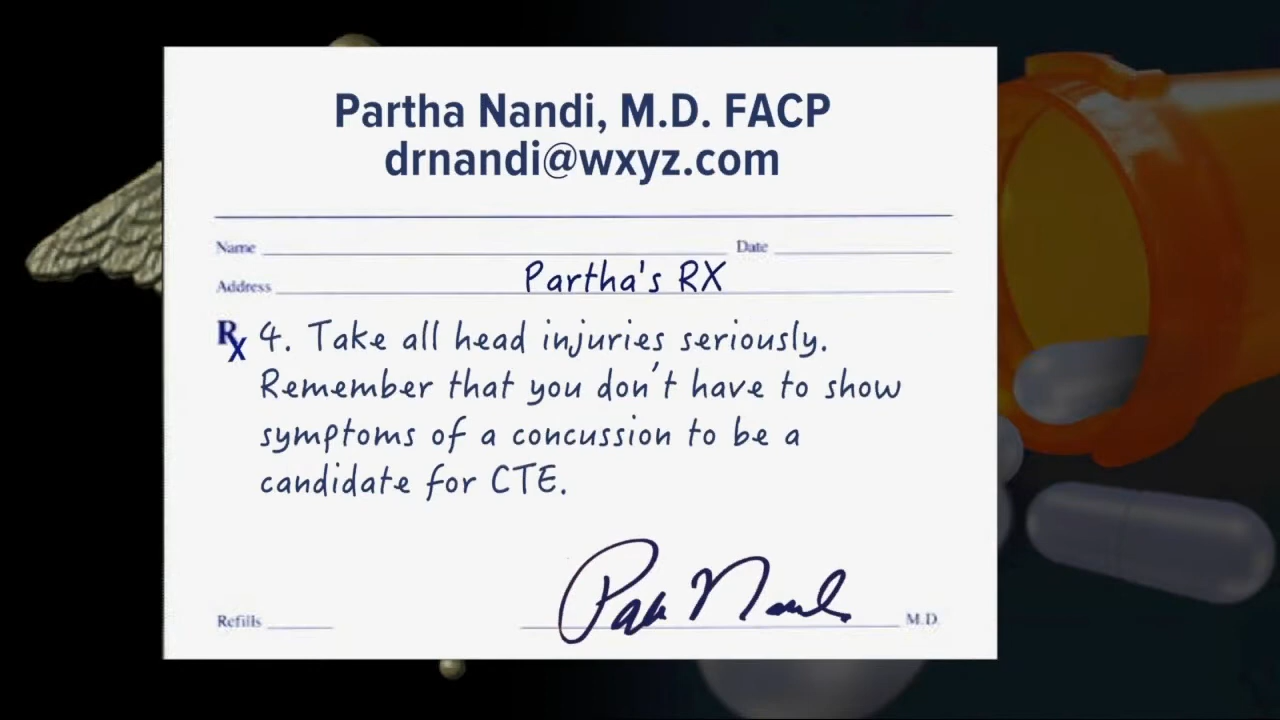 Partha Nandi, M.D. FACP
drnandi@wxyz.com
Name Date
Partha's RX
Address
Rx 4. Take all head injuries seriously.
Remember that you don't have to show
symptoms of a concussion to be a
candidate for CTE.
Refills M.D.